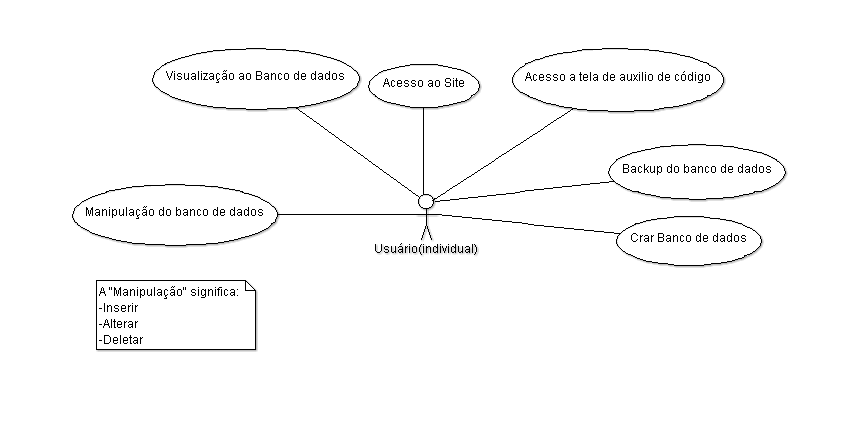 Visualização ao Banco de dados
Acesso ao Site
Acesso a tela de auxilio de código
Backup do banco de dados
Manipulação do banco de dados
Crar Banco de dados
Usuário(individual)
A "Manipulação" significa:
-Inserir
-Alterar
-Deletar